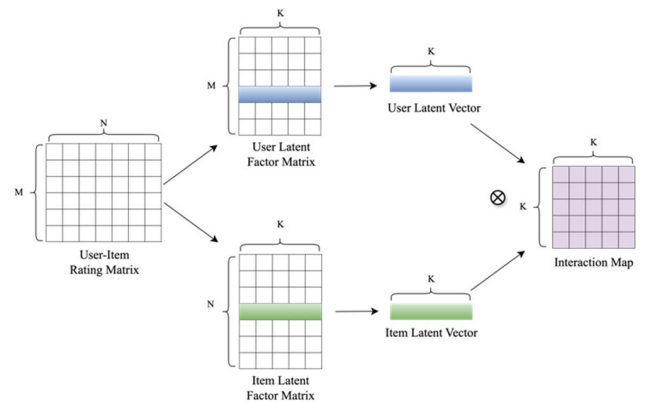 K
M
User Latent
Factor Matrix
K
User Latent Vector
N
M
User-Item
Rating Matrix
K
N
Item Latent
Factor Matrix
K
Item Latent Vector
⊗
K
K
Interaction Map